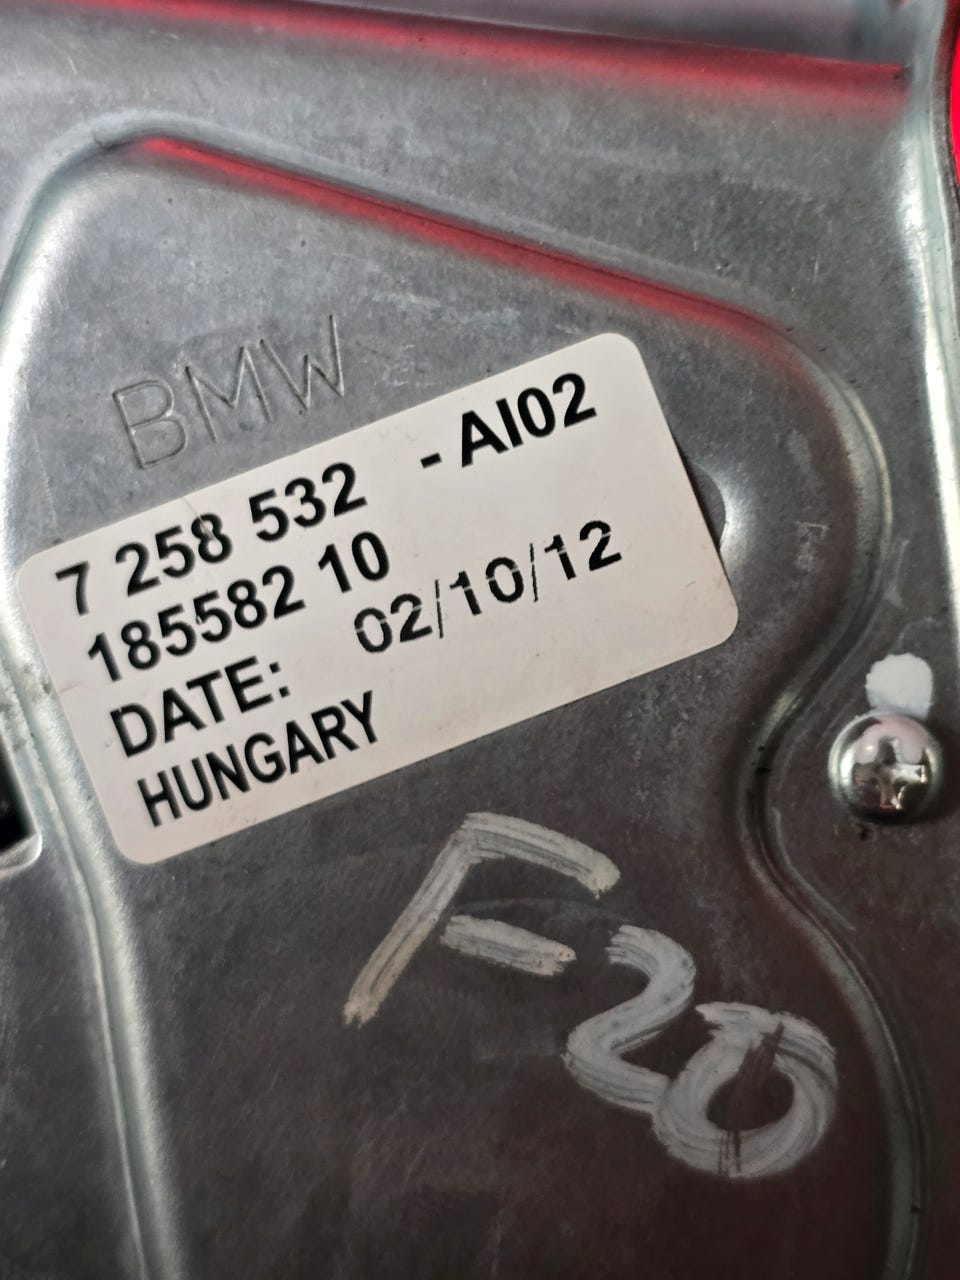 BMW
7 258 532 - AI02
185582 10
DATE: 02/10/12
HUNGARY
F20